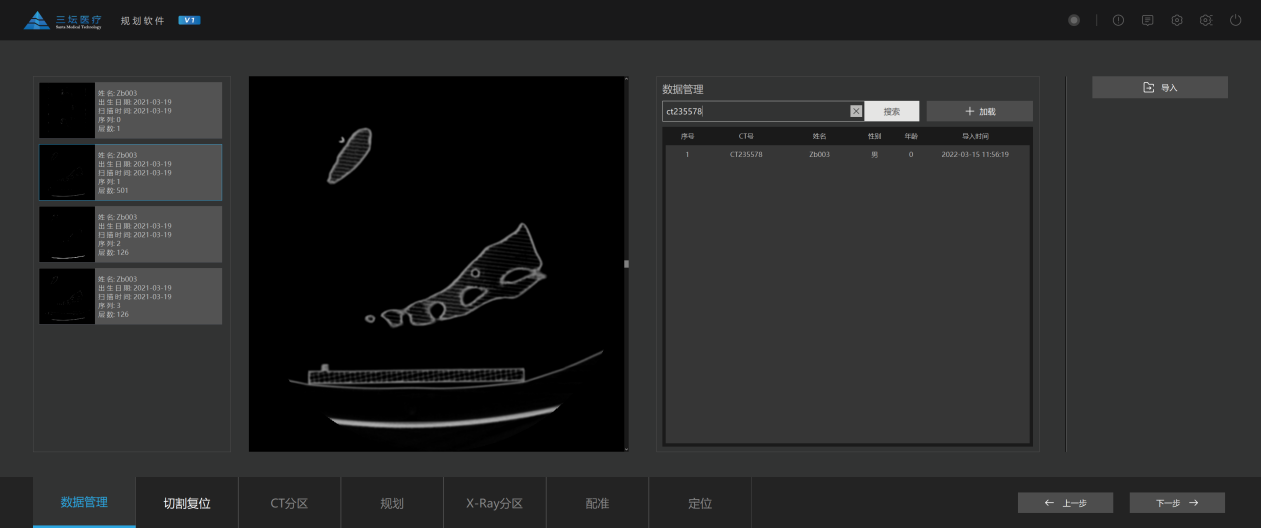 三坛医疗
Santa Medical Technology
规划软件
V1
姓名:Zb003
出生日期:2021-03-19
扫描时间:2021-03-19
序列:0
层数:1
姓名:Zb003
出生日期:2021-03-19
扫描时间:2021-03-19
序列:1
层数:501
姓名:Zb003
出生日期:2021-03-19
扫描时间:2021-03-19
序列:2
层数:126
姓名:Zb003
出生日期:2021-03-19
扫描时间:2021-03-19
序列:3
层数:126
数据管理
ct235578 搜索 加载
序号 CT号 姓名 性别 年龄 导入时间
1 CT235578 Zb003 男 0 2022-03-15 11:56:19
导入
数据管理 切割复位 CT分区 规划 X-Ray分区 配准 定位 上一步 下一步